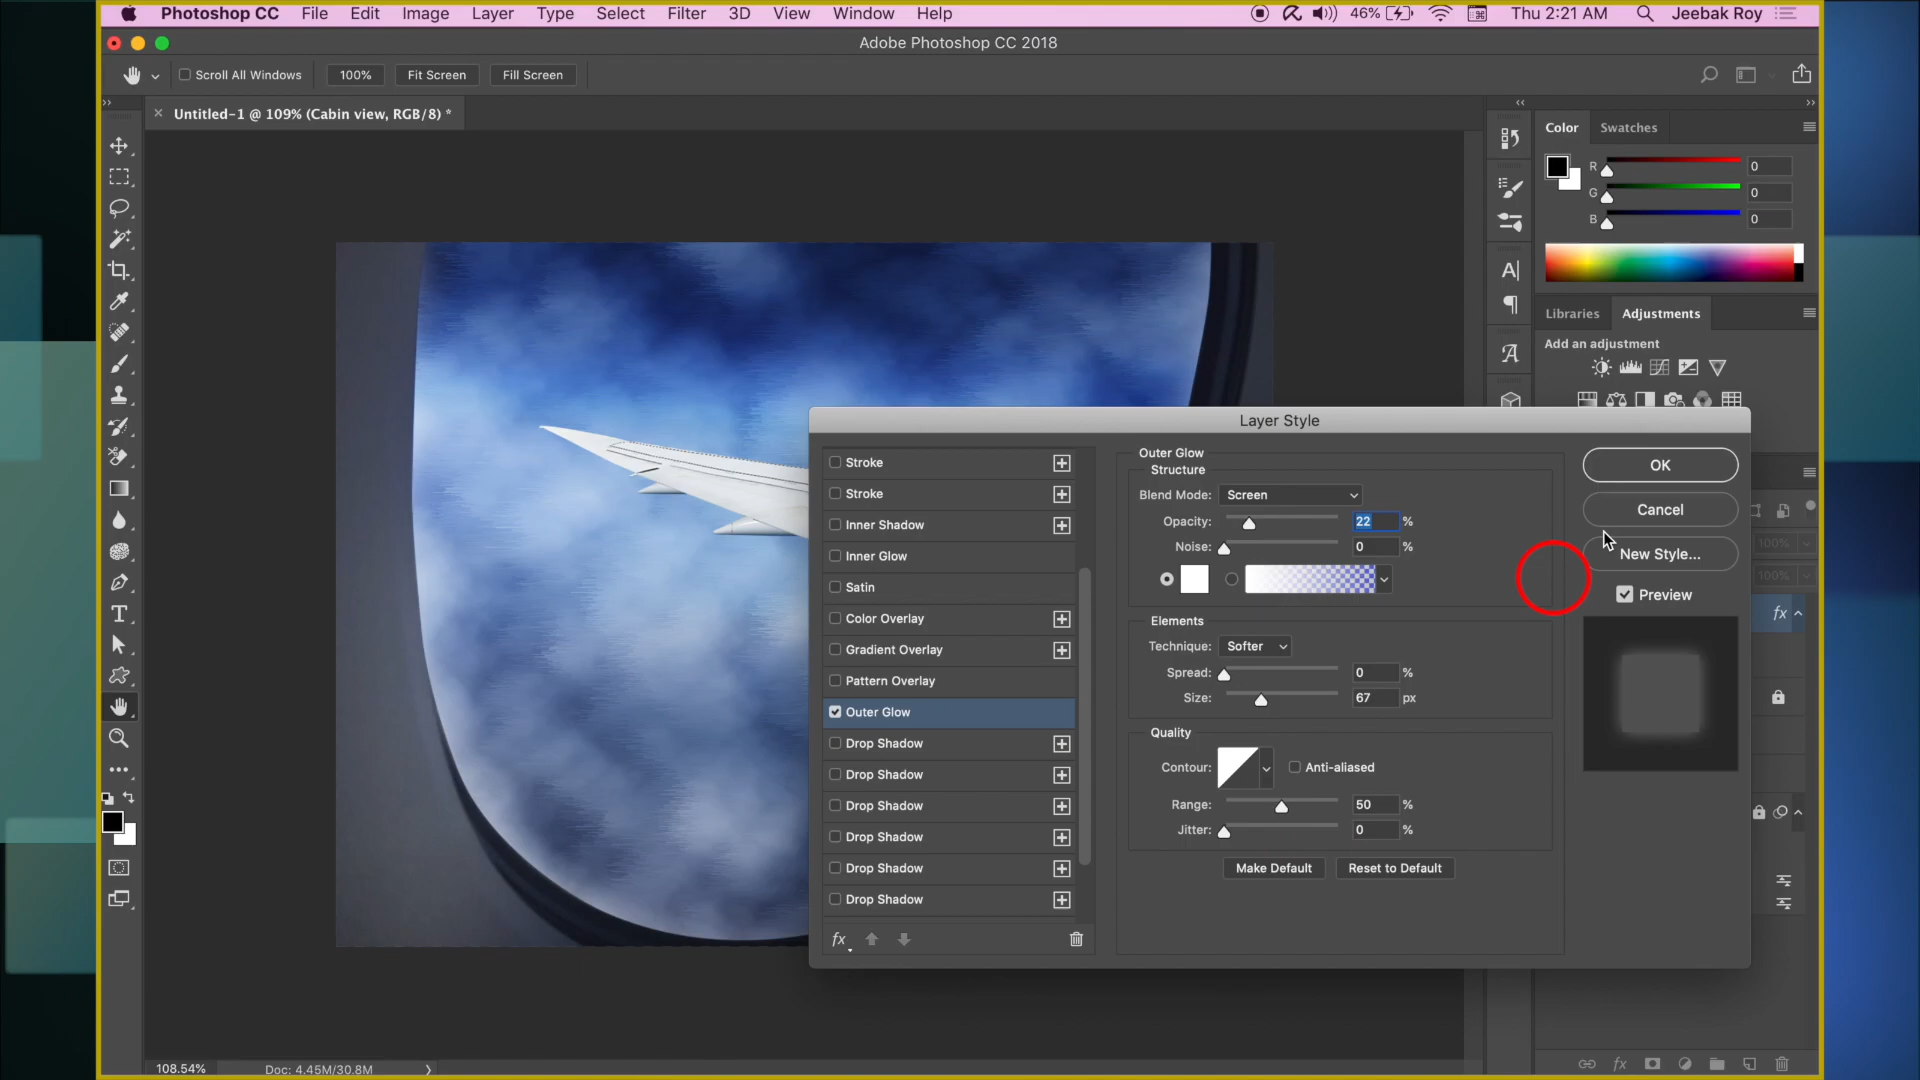 Photoshop CC File Edit Image Layer Type Select Filter 3D View Window Help 46% Thu 2:21 AM Jeebak Roy
Adobe Photoshop CC 2018
Scroll All Windows 100% Fit Screen Fill Screen
Untitled-1 @ 109% (Cabin view, RGB/8) *
Color Swatches
R 0
G 0
B 0
Libraries Adjustments
Add an adjustment
Layer Style
Stroke
Stroke
Inner Shadow
Inner Glow
Satin
Color Overlay
Gradient Overlay
Pattern Overlay
Outer Glow
Drop Shadow
Drop Shadow
Drop Shadow
Drop Shadow
Drop Shadow
Drop Shadow
fx
Outer Glow
Structure
Blend Mode: Screen
Opacity: 22 %
Noise: 0 %
Elements
Technique: Softer
Spread: 0 %
Size: 67 px
Quality
Contour: Anti-aliased
Range: 50 %
Jitter: 0 %
Make Default Reset to Default
OK
Cancel
New Style...
Preview
100%
100%
fx
108.54% Doc: 4.45M/30.8M
fx